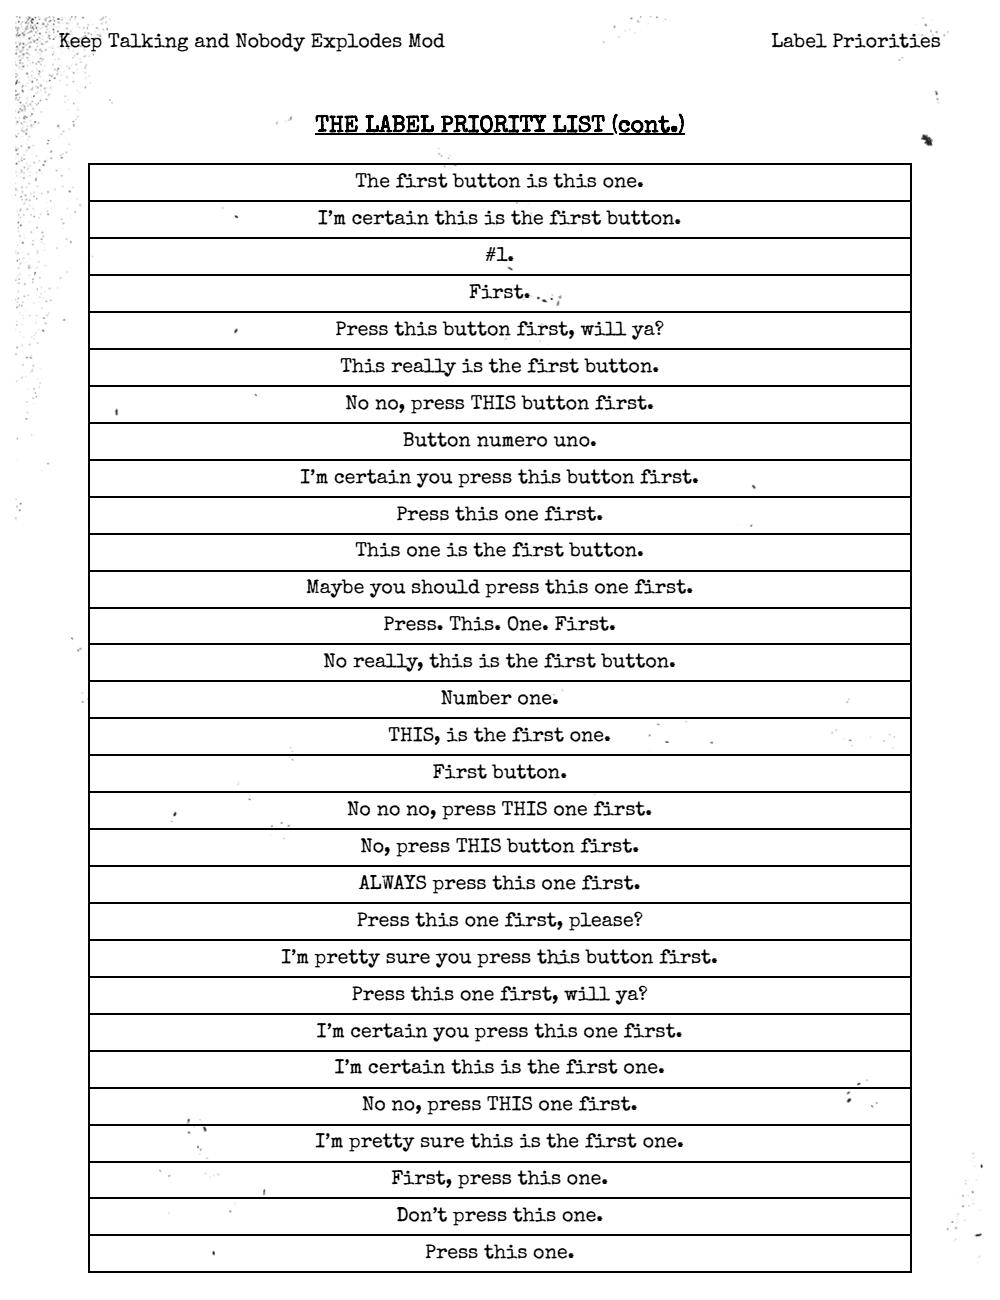 Keep Talking and Nobody Explodes Mod
Label Priorities
THE LABEL PRIORITY LIST (cont.)
The first button is this one.
I'm certain this is the first button.
#1.
First.
Press this button first, will ya?
This really is the first button.
No no, press THIS button first.
Button numero uno.
I'm certain you press this button first.
Press this one first.
This one is the first button.
Maybe you should press this one first.
Press. This. One. First.
No really, this is the first button.
Number one.
THIS, is the first one.
First button.
No no no, press THIS one first.
No, press THIS button first.
ALWAYS press this one first.
Press this one first, please?
I'm pretty sure you press this button first.
Press this one first, will ya?
I'm certain you press this one first.
I'm certain this is the first one.
No no, press THIS one first.
I'm pretty sure this is the first one.
First, press this one.
Don't press this one.
Press this one.